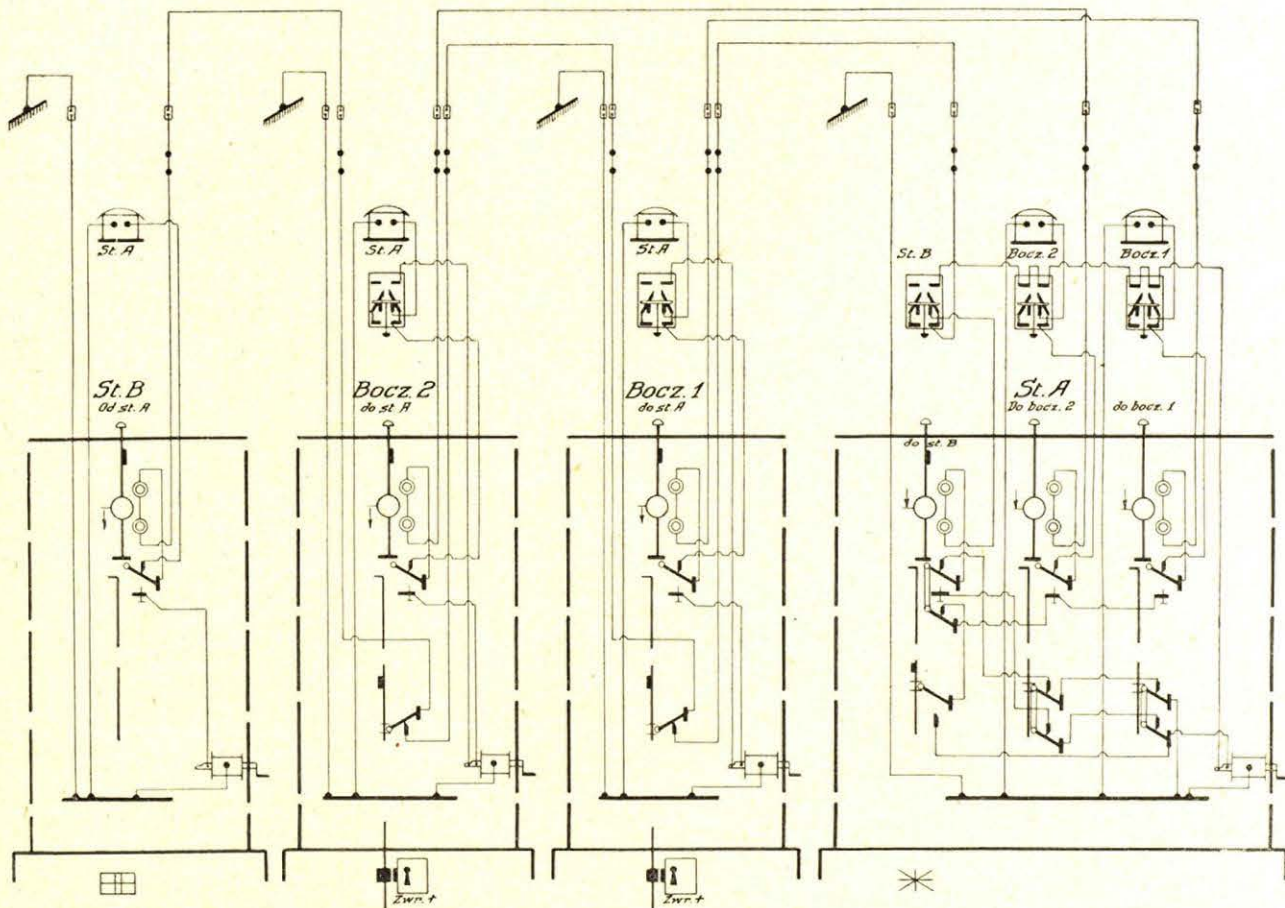 St. A
St. A
St. A
St. B
Bocz. 2
Bocz. 1
St. B
Od st. A
Bocz. 2
do st. A
Bocz. 1
do st. A
St. A
do st. B
Do bocz. 2
do bocz. 1
Zwr. +
Zwr. +